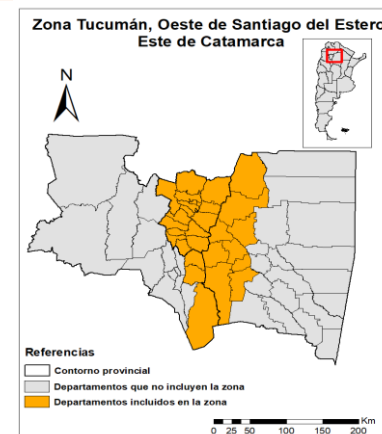 Zona Tucumán, Oeste de Santiago del Estero
Este de Catamarca
N
Referencias
Contorno provincial
Departamentos que no incluyen la zona
Departamentos incluidos en la zona
Km
0 25 50 100 150 200